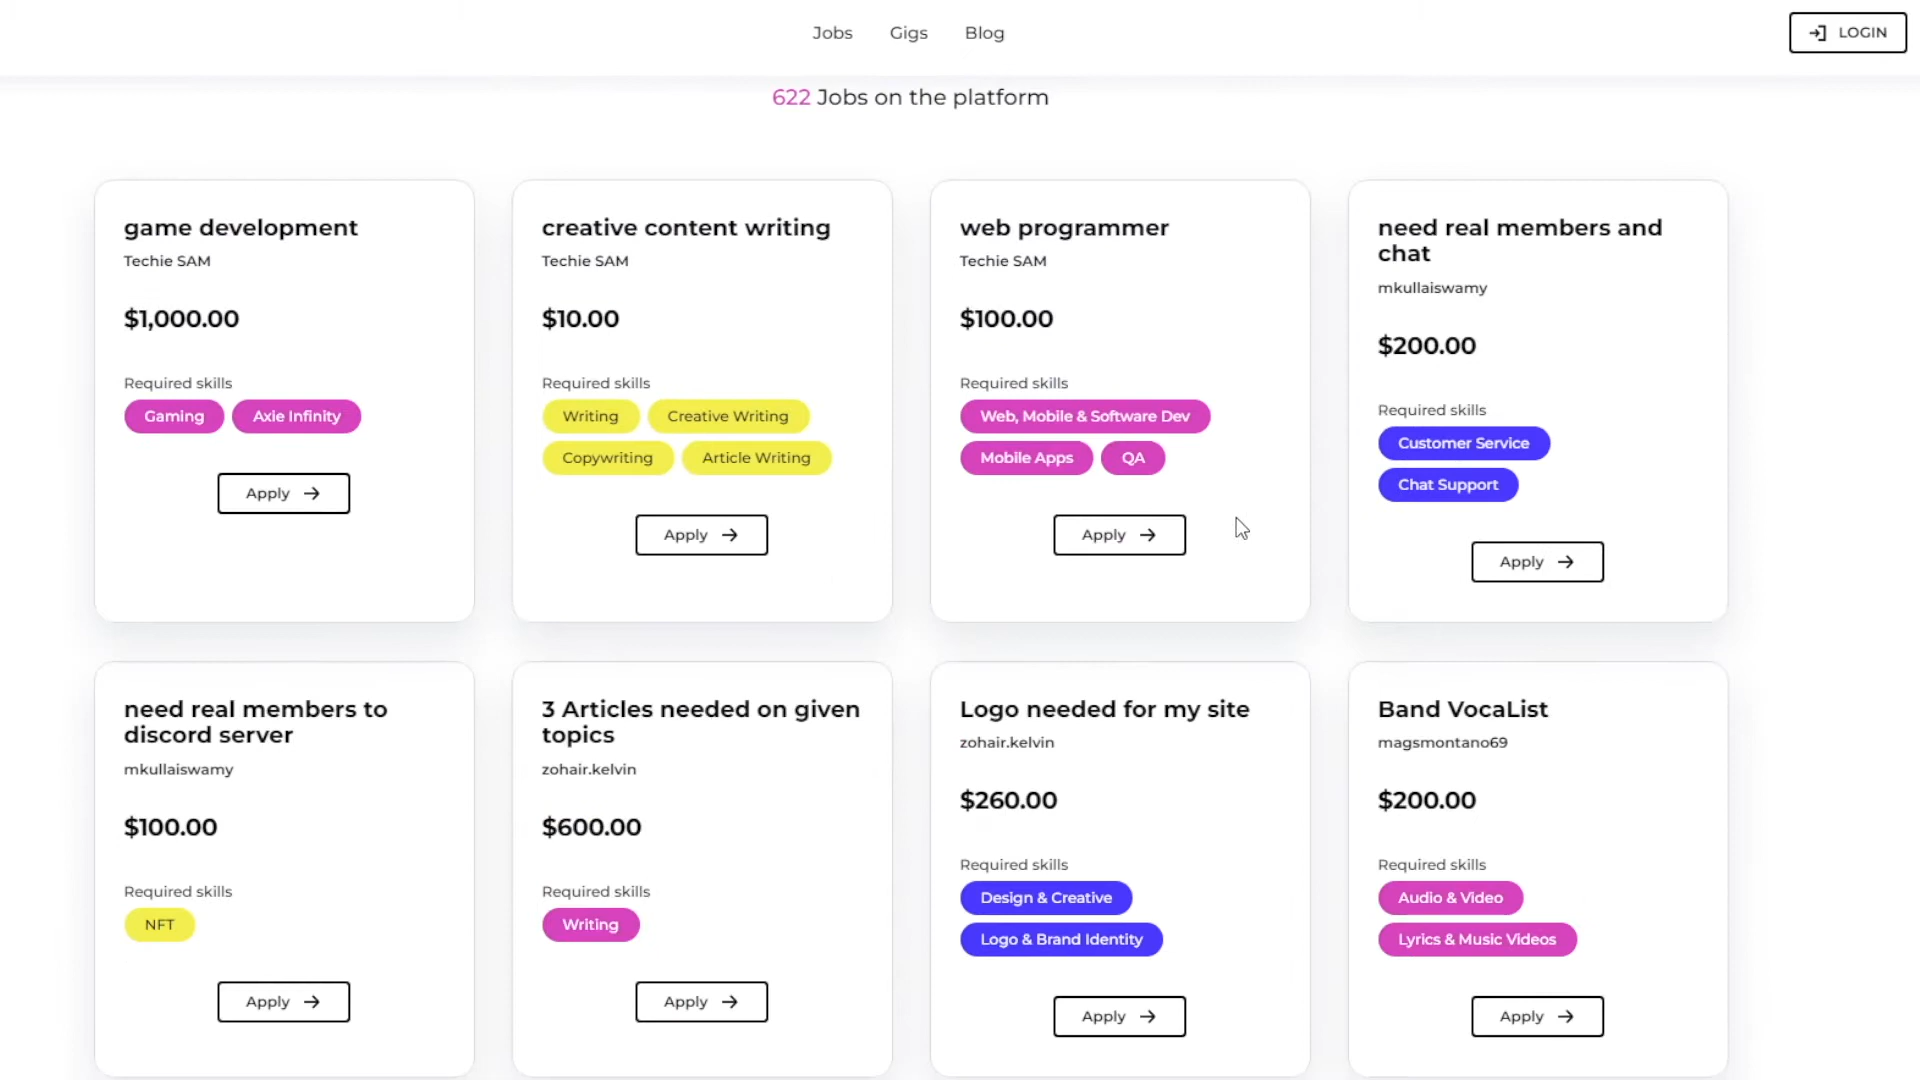 Jobs Gigs Blog LOGIN
622 Jobs on the platform
game development
Techie SAM
$1,000.00
Required skills
Gaming Axie Infinity
Apply
creative content writing
Techie SAM
$10.00
Required skills
Writing Creative Writing
Copywriting Article Writing
Apply
web programmer
Techie SAM
$100.00
Required skills
Web, Mobile & Software Dev
Mobile Apps QA
Apply
need real members and
chat
mkullaiswamy
$200.00
Required skills
Customer Service
Chat Support
Apply
need real members to
discord server
mkullaiswamy
$100.00
Required skills
NFT
Apply
3 Articles needed on given
topics
zohair.kelvin
$600.00
Required skills
Writing
Apply
Logo needed for my site
zohair.kelvin
$260.00
Required skills
Design & Creative
Logo & Brand Identity
Apply
Band VocaList
magsmontano69
$200.00
Required skills
Audio & Video
Lyrics & Music Videos
Apply